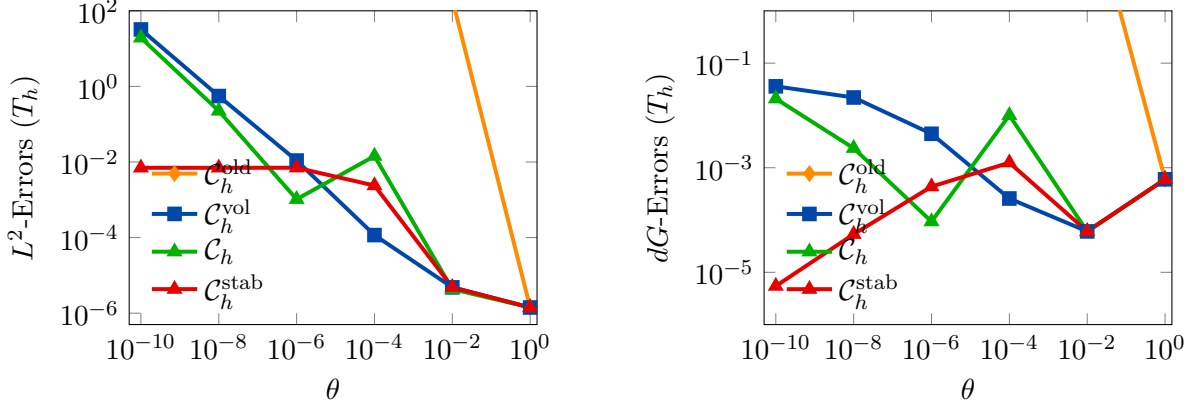 10^2
10^0
10^−2
10^−4
10^−6
L^2-Errors (T_h)
C_h^old
C_h^vol
C_h
C_h^stab
10^−10 10^−8 10^−6 10^−4 10^−2 10^0
θ
10^−1
10^−3
10^−5
dG-Errors (T_h)
C_h^old
C_h^vol
C_h
C_h^stab
10^−10 10^−8 10^−6 10^−4 10^−2 10^0
θ